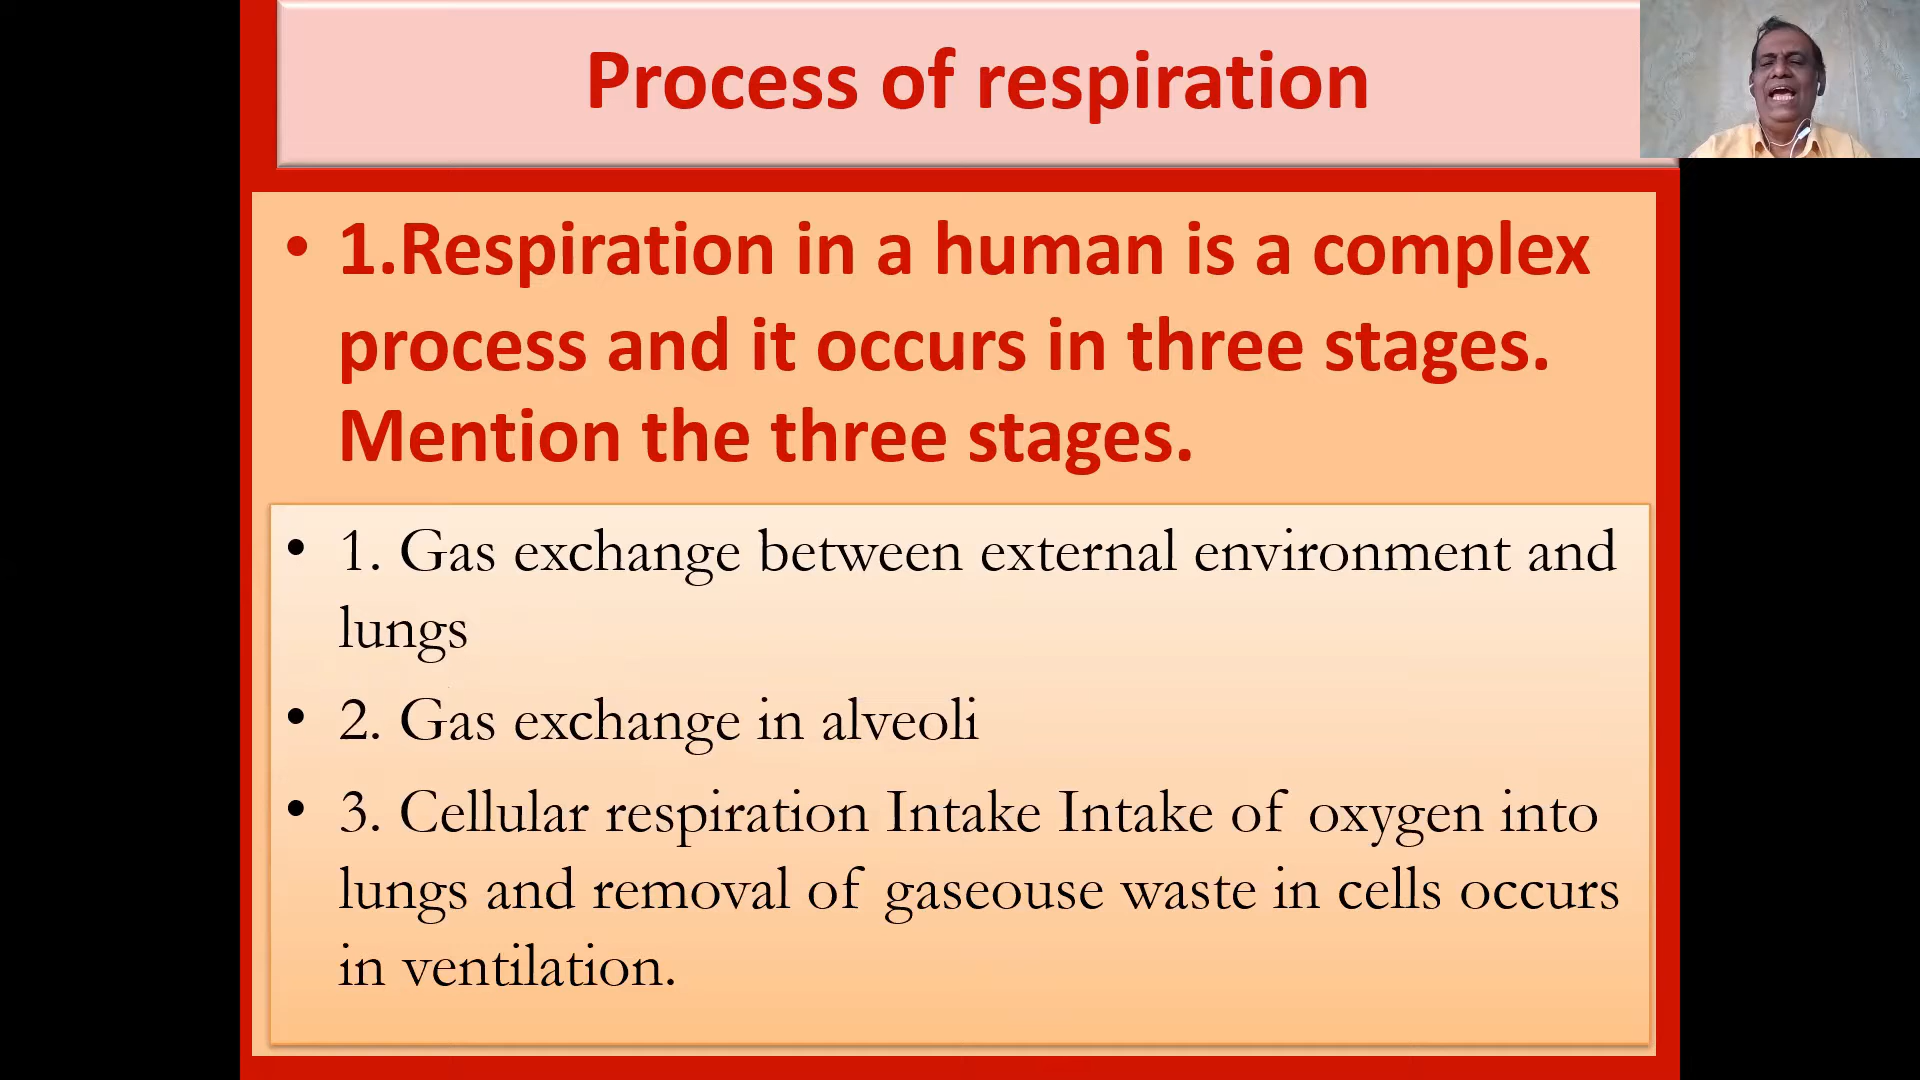 Process of respiration
• 1.Respiration in a human is a complex
process and it occurs in three stages.
Mention the three stages.
• 1. Gas exchange between external environment and
lungs
• 2. Gas exchange in alveoli
• 3. Cellular respiration Intake Intake of oxygen into
lungs and removal of gaseouse waste in cells occurs
in ventilation.